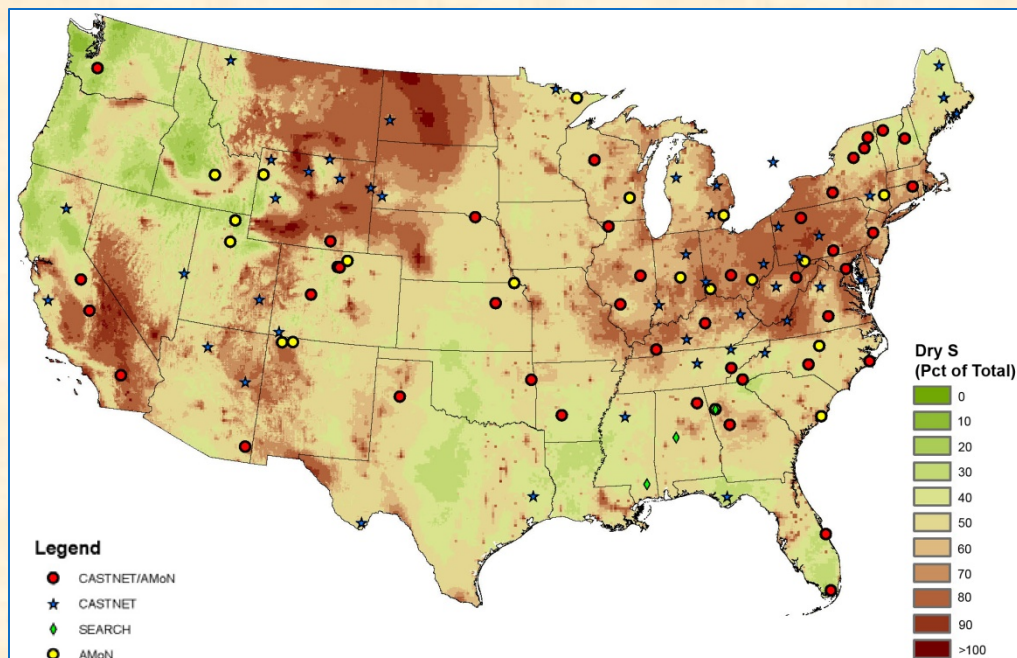 Dry S
(Pct of Total)
0
10
20
30
40
50
60
70
80
90
>100
Legend
CASTNET/AMoN
CASTNET
SEARCH
AMoN